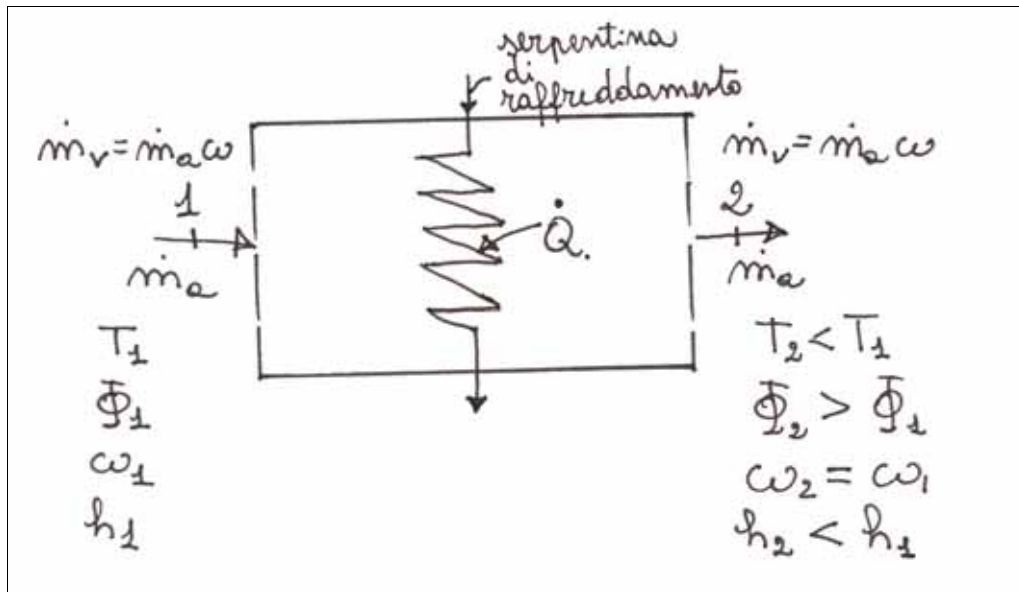 serpentina
di
raffreddamento
ṁᵥ = ṁₐ ω
1
ṁₐ
T₁
Φ₁
ω₁
h₁
Q̇.
ṁᵥ = ṁₐ ω
2
ṁₐ
T₂ < T₁
Φ₂ > Φ₁
ω₂ = ω₁
h₂ < h₁